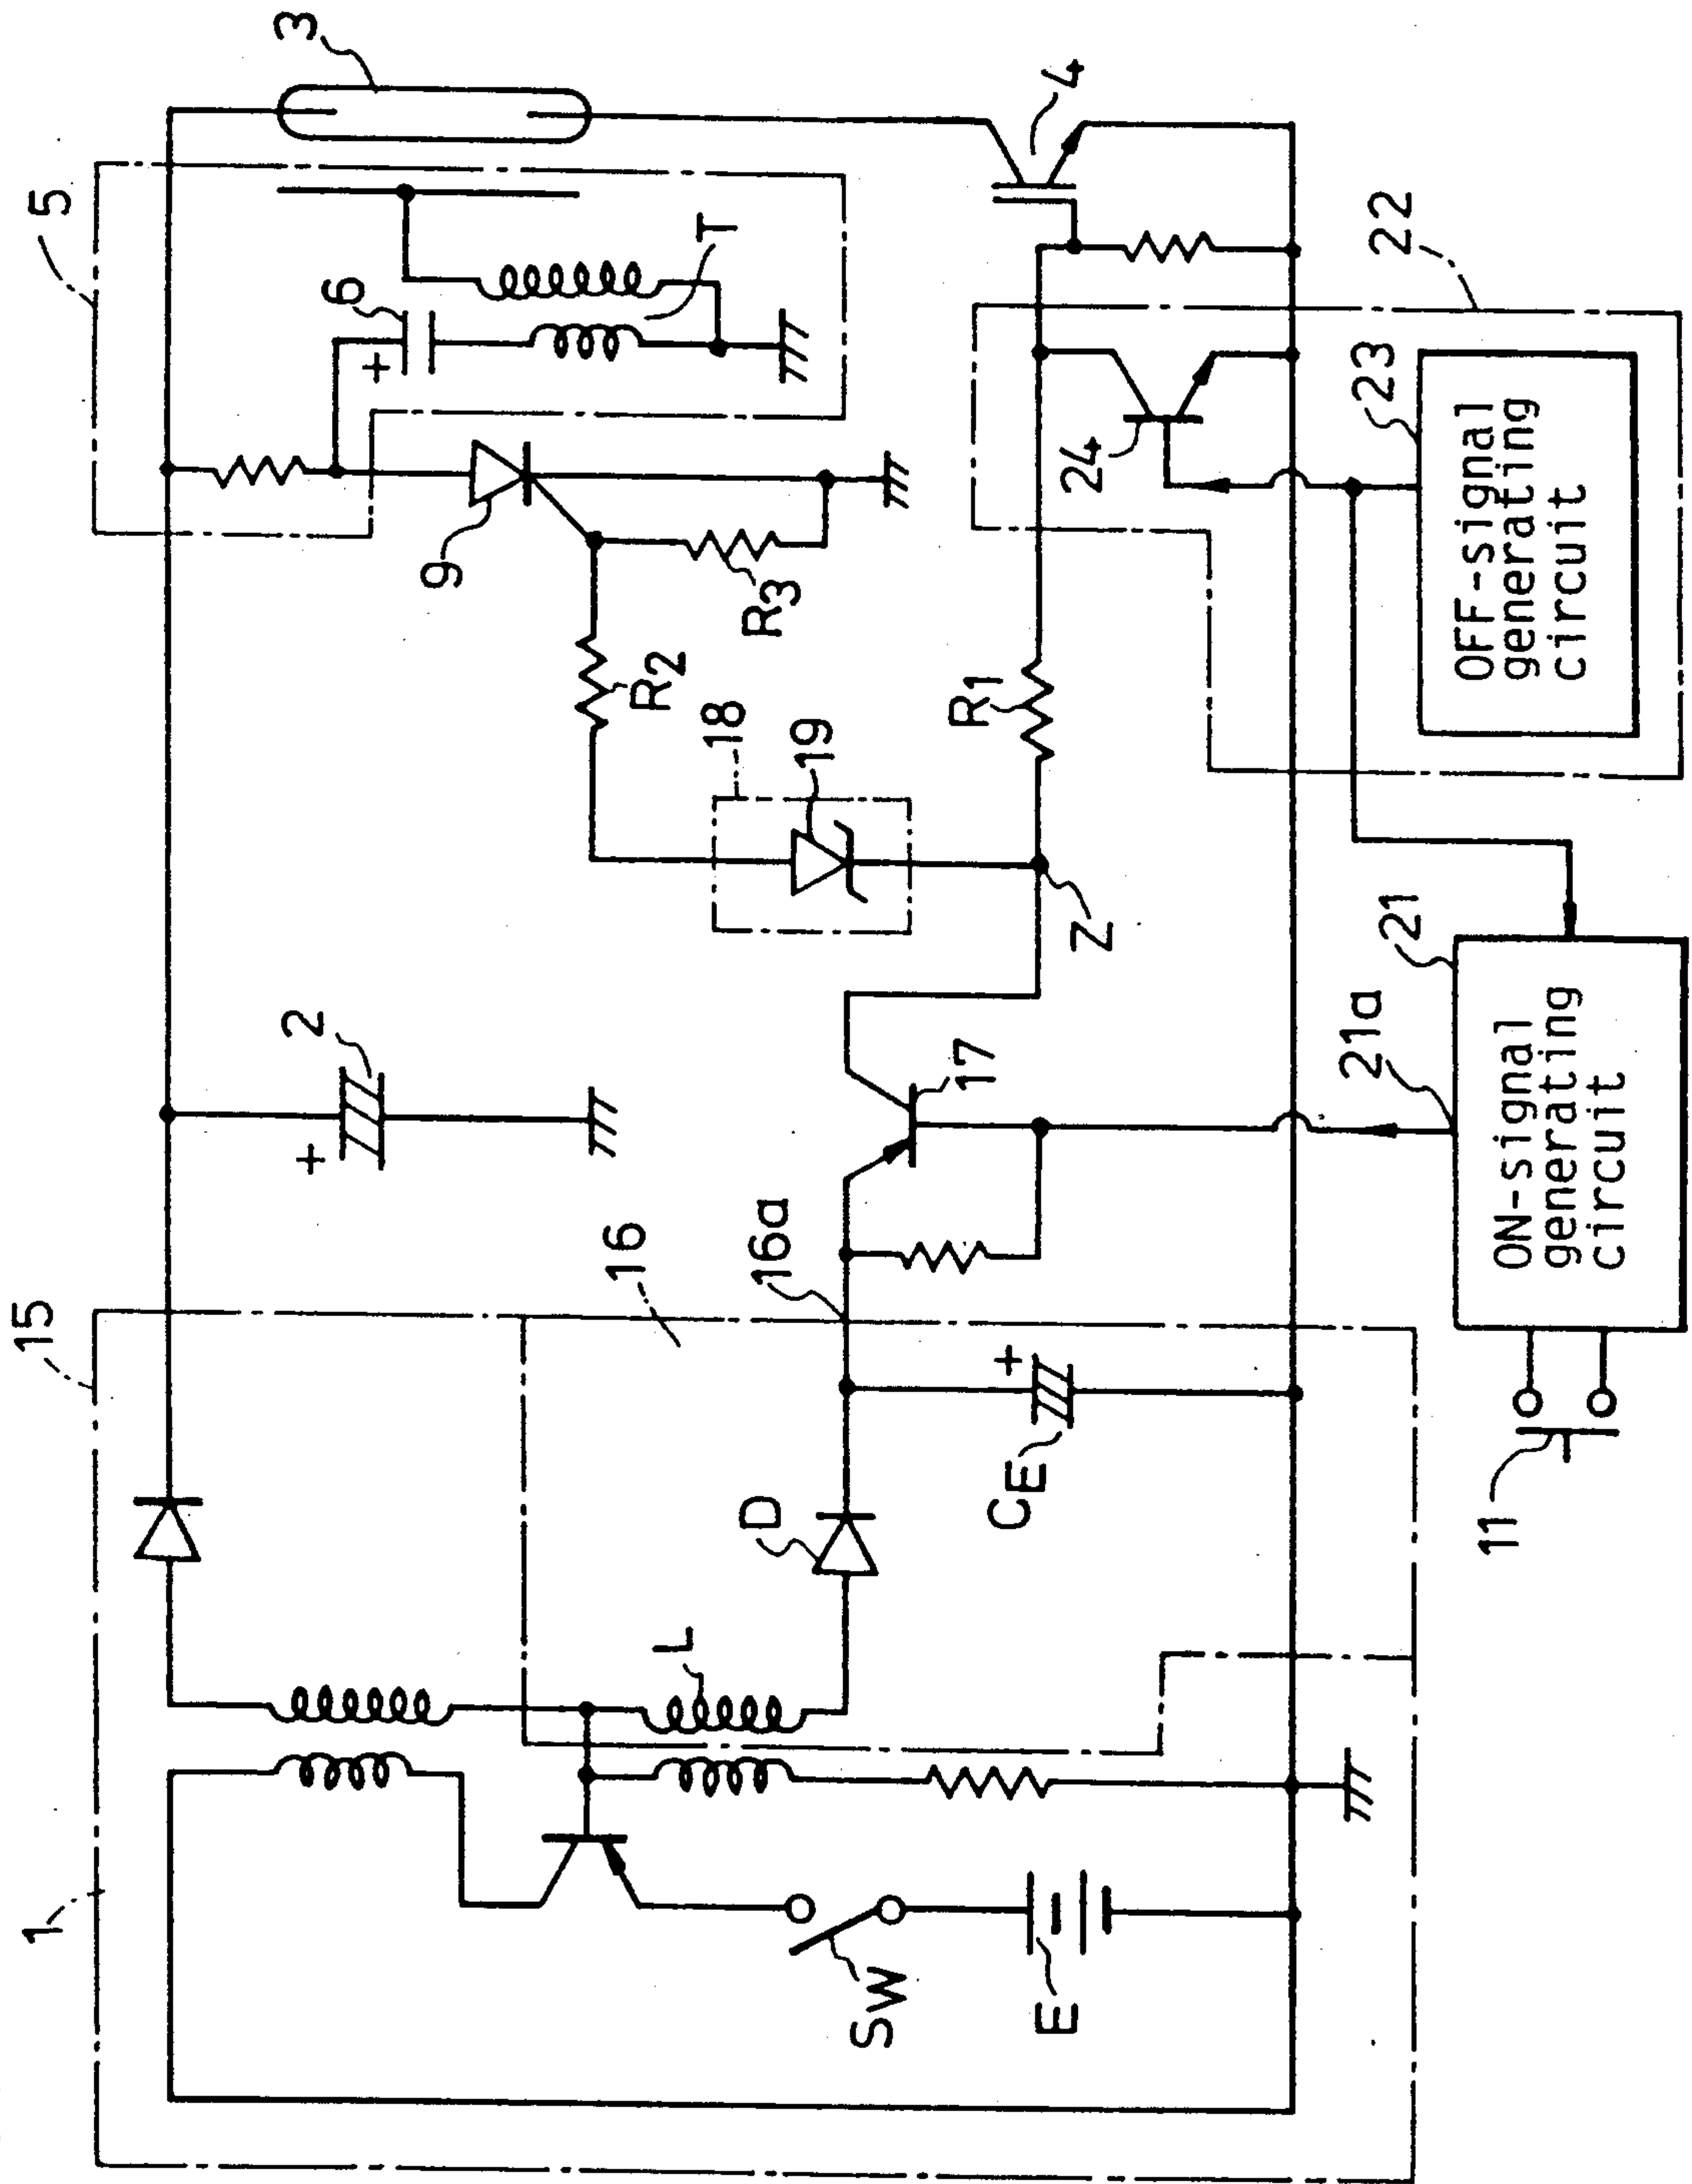 15
1
16
5
3
2
6
T
9
R2
R3
18
19
4
L
D
16a
17
Z
R1
24
22
23
SW
E
CE
21a
21
11
ON-signal
generating
circuit
OFF-signal
generating
circuit
+
+
+